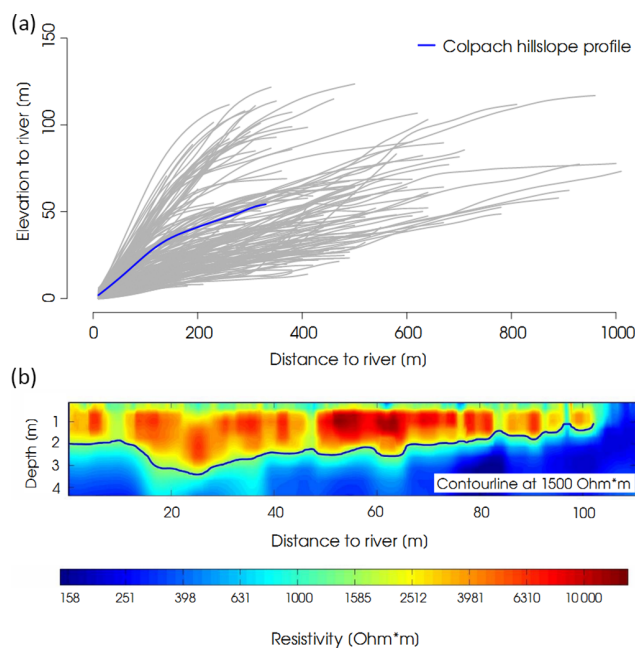 (a)
150
100
50
0
Elevation to river [m]
Colpach hillslope profile
0 200 400 600 800 1000
Distance to river [m]
(b)
1
2
3
4
Depth [m]
Contourline at 1500 Ohm*m
20 40 60 80 100
Distance to river [m]
158 251 398 631 1000 1585 2512 3981 6310 10 000
Resistivity [Ohm*m]